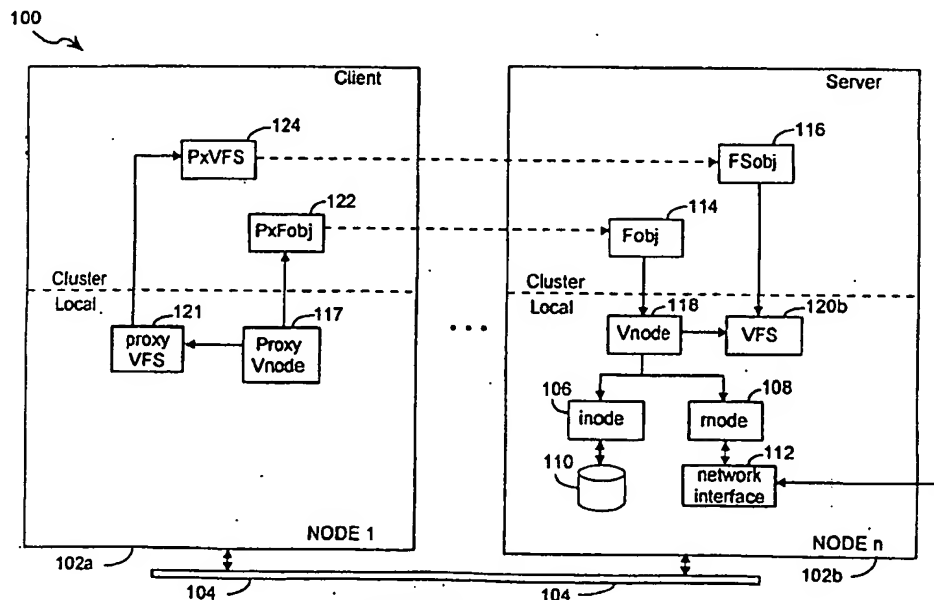 100
Client
Server
124
PxVFS
116
FSobj
122
PxFobj
114
Fobj
Cluster
Local
Cluster
Local
121
proxy
VFS
117
Proxy
Vnode
...
118
Vnode
120b
VFS
106
inode
108
rnode
110
112
network
interface
NODE 1
NODE n
102a
104
104
102b